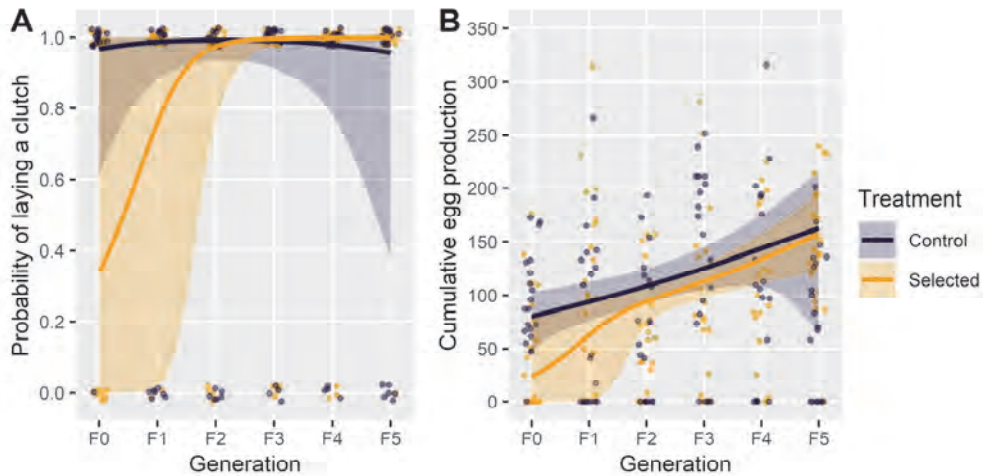 A
Probability of laying a clutch
1.0
0.8
0.6
0.4
0.2
0.0
F0 F1 F2 F3 F4 F5
Generation
B
Cumulative egg production
350
300
250
200
150
100
50
0
F0 F1 F2 F3 F4 F5
Generation
Treatment
Control
Selected